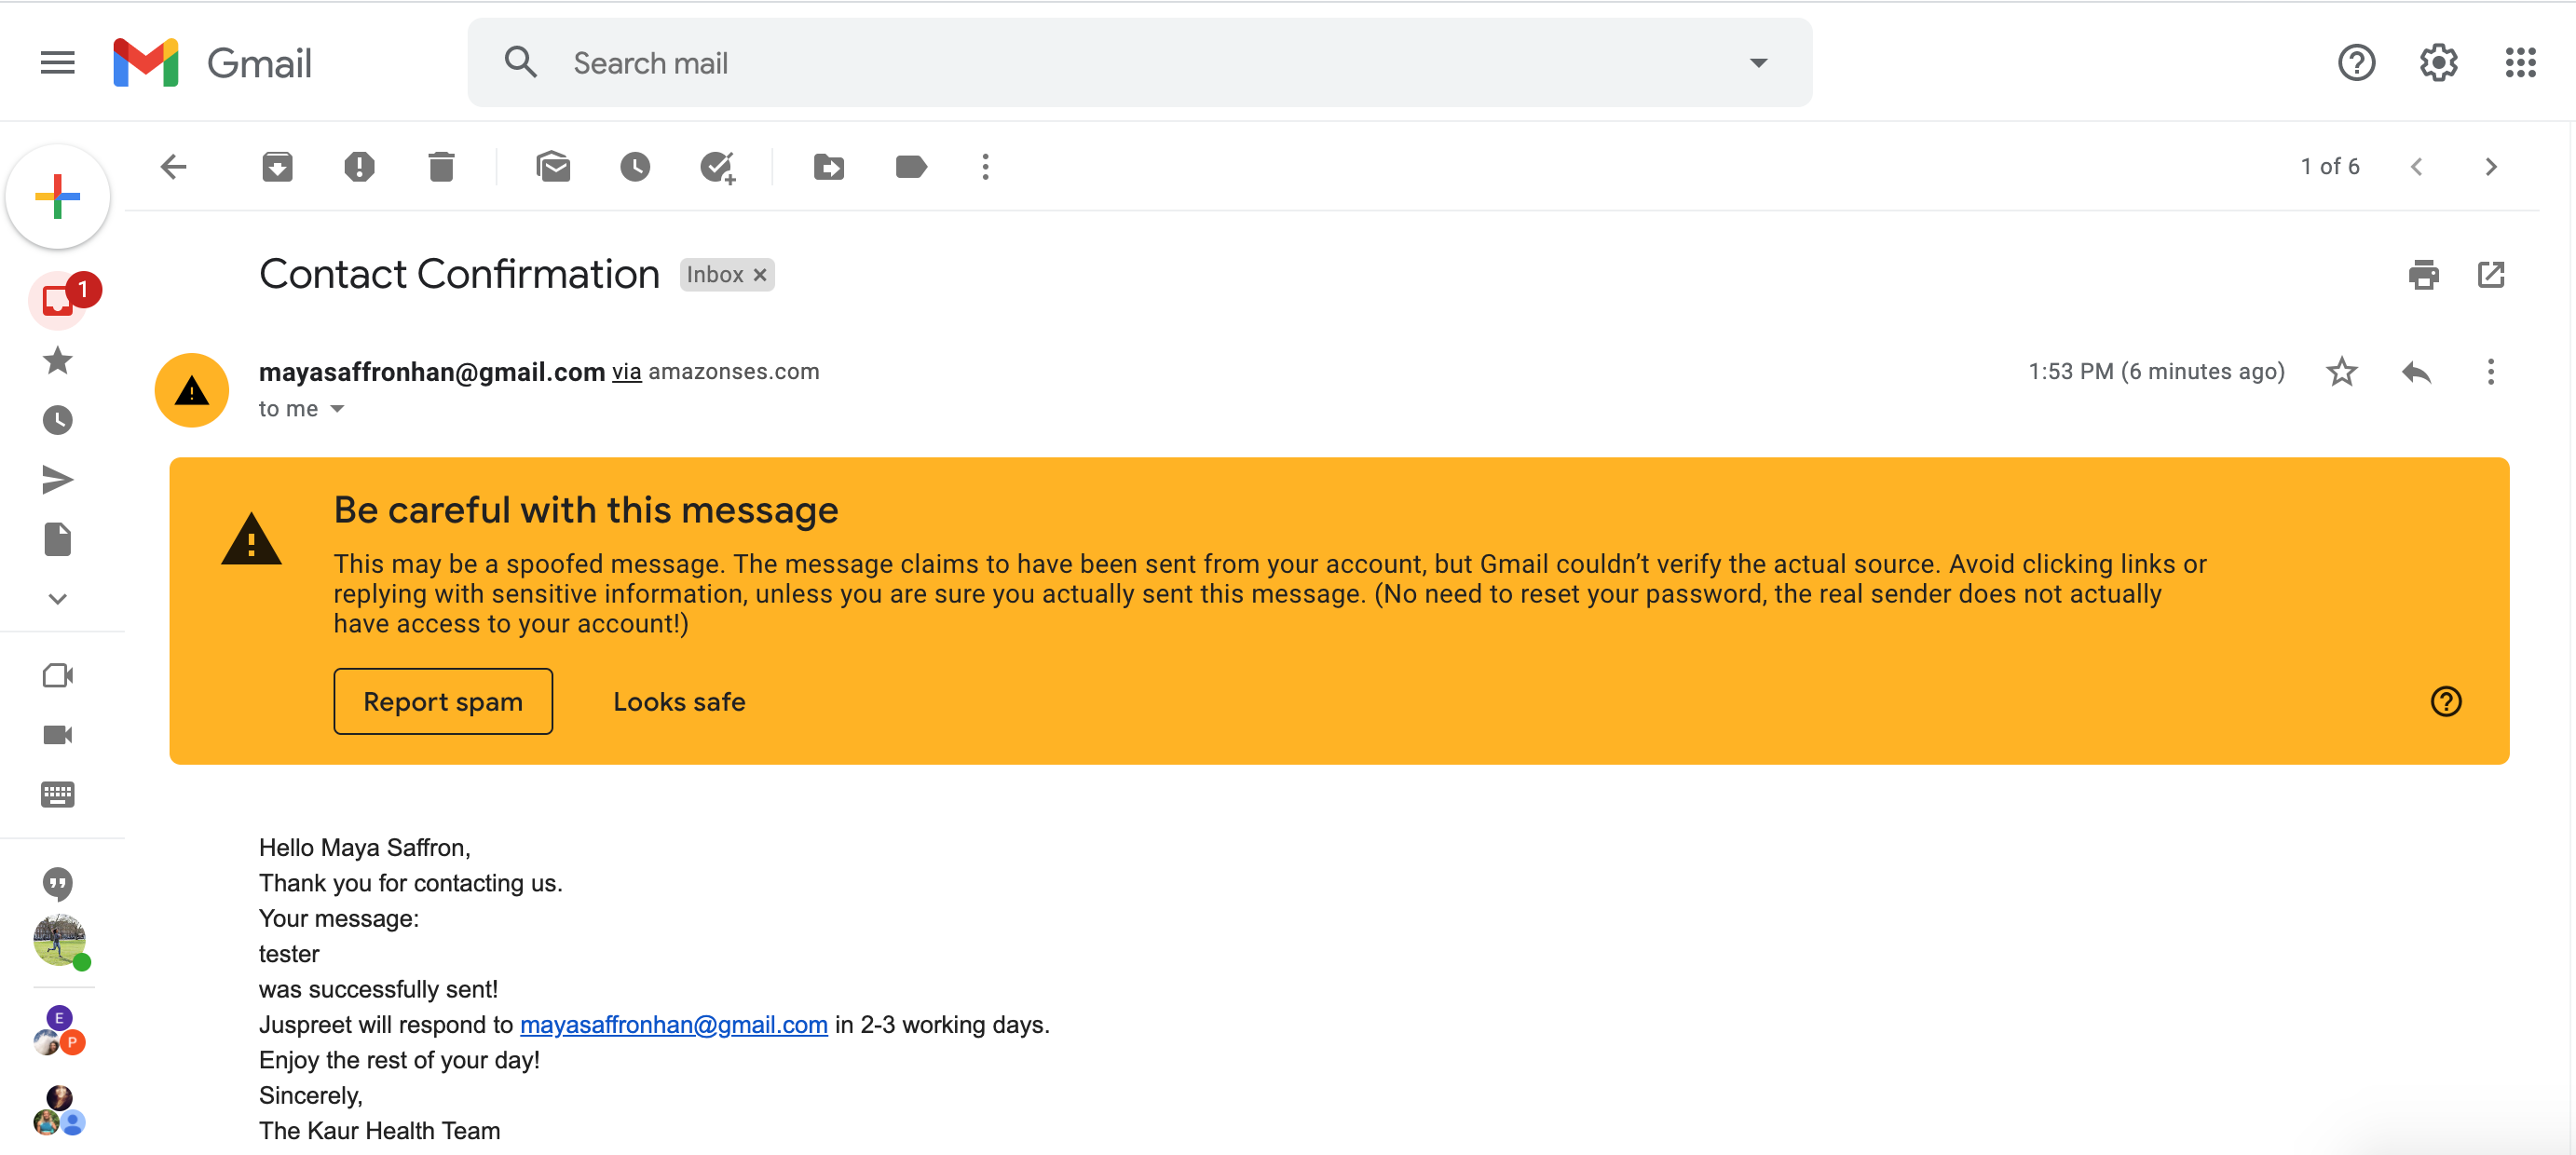 Gmail
Search mail
1 of 6
1
Contact Confirmation Inbox ×
mayasaffronhan@gmail.com via amazonses.com
1:53 PM (6 minutes ago)
to me
Be careful with this message
This may be a spoofed message. The message claims to have been sent from your account, but Gmail couldn’t verify the actual source. Avoid clicking links or
replying with sensitive information, unless you are sure you actually sent this message. (No need to reset your password, the real sender does not actually
have access to your account!)
Report spam
Looks safe
Hello Maya Saffron,
Thank you for contacting us.
Your message:
tester
was successfully sent!
Juspreet will respond to mayasaffronhan@gmail.com in 2-3 working days.
Enjoy the rest of your day!
Sincerely,
The Kaur Health Team
E
P